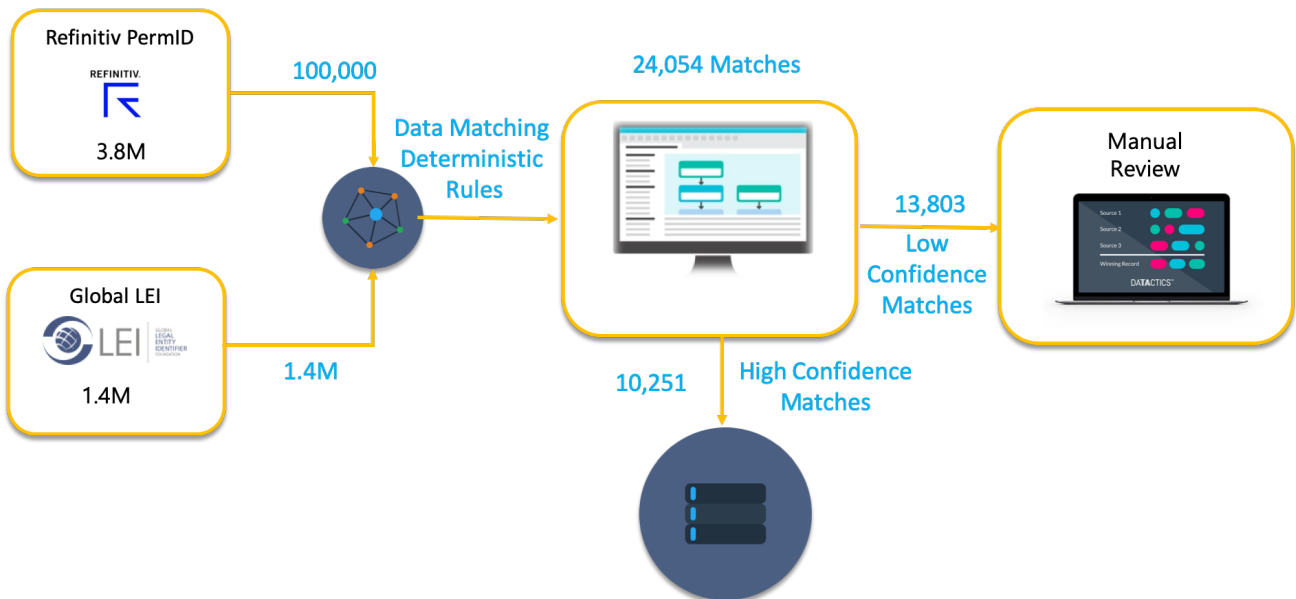 Refinitiv PermID
REFINITIV.
3.8M
100,000
Data Matching
Deterministic
Rules
Global LEI
LEI
GLOBAL
LEGAL
ENTITY
IDENTIFIER
FOUNDATION
1.4M
1.4M
24,054 Matches
10,251
High Confidence
Matches
13,803
Low
Confidence
Matches
Manual
Review
Source 1
Source 2
Source 3
Winning Record
DATACTICS™